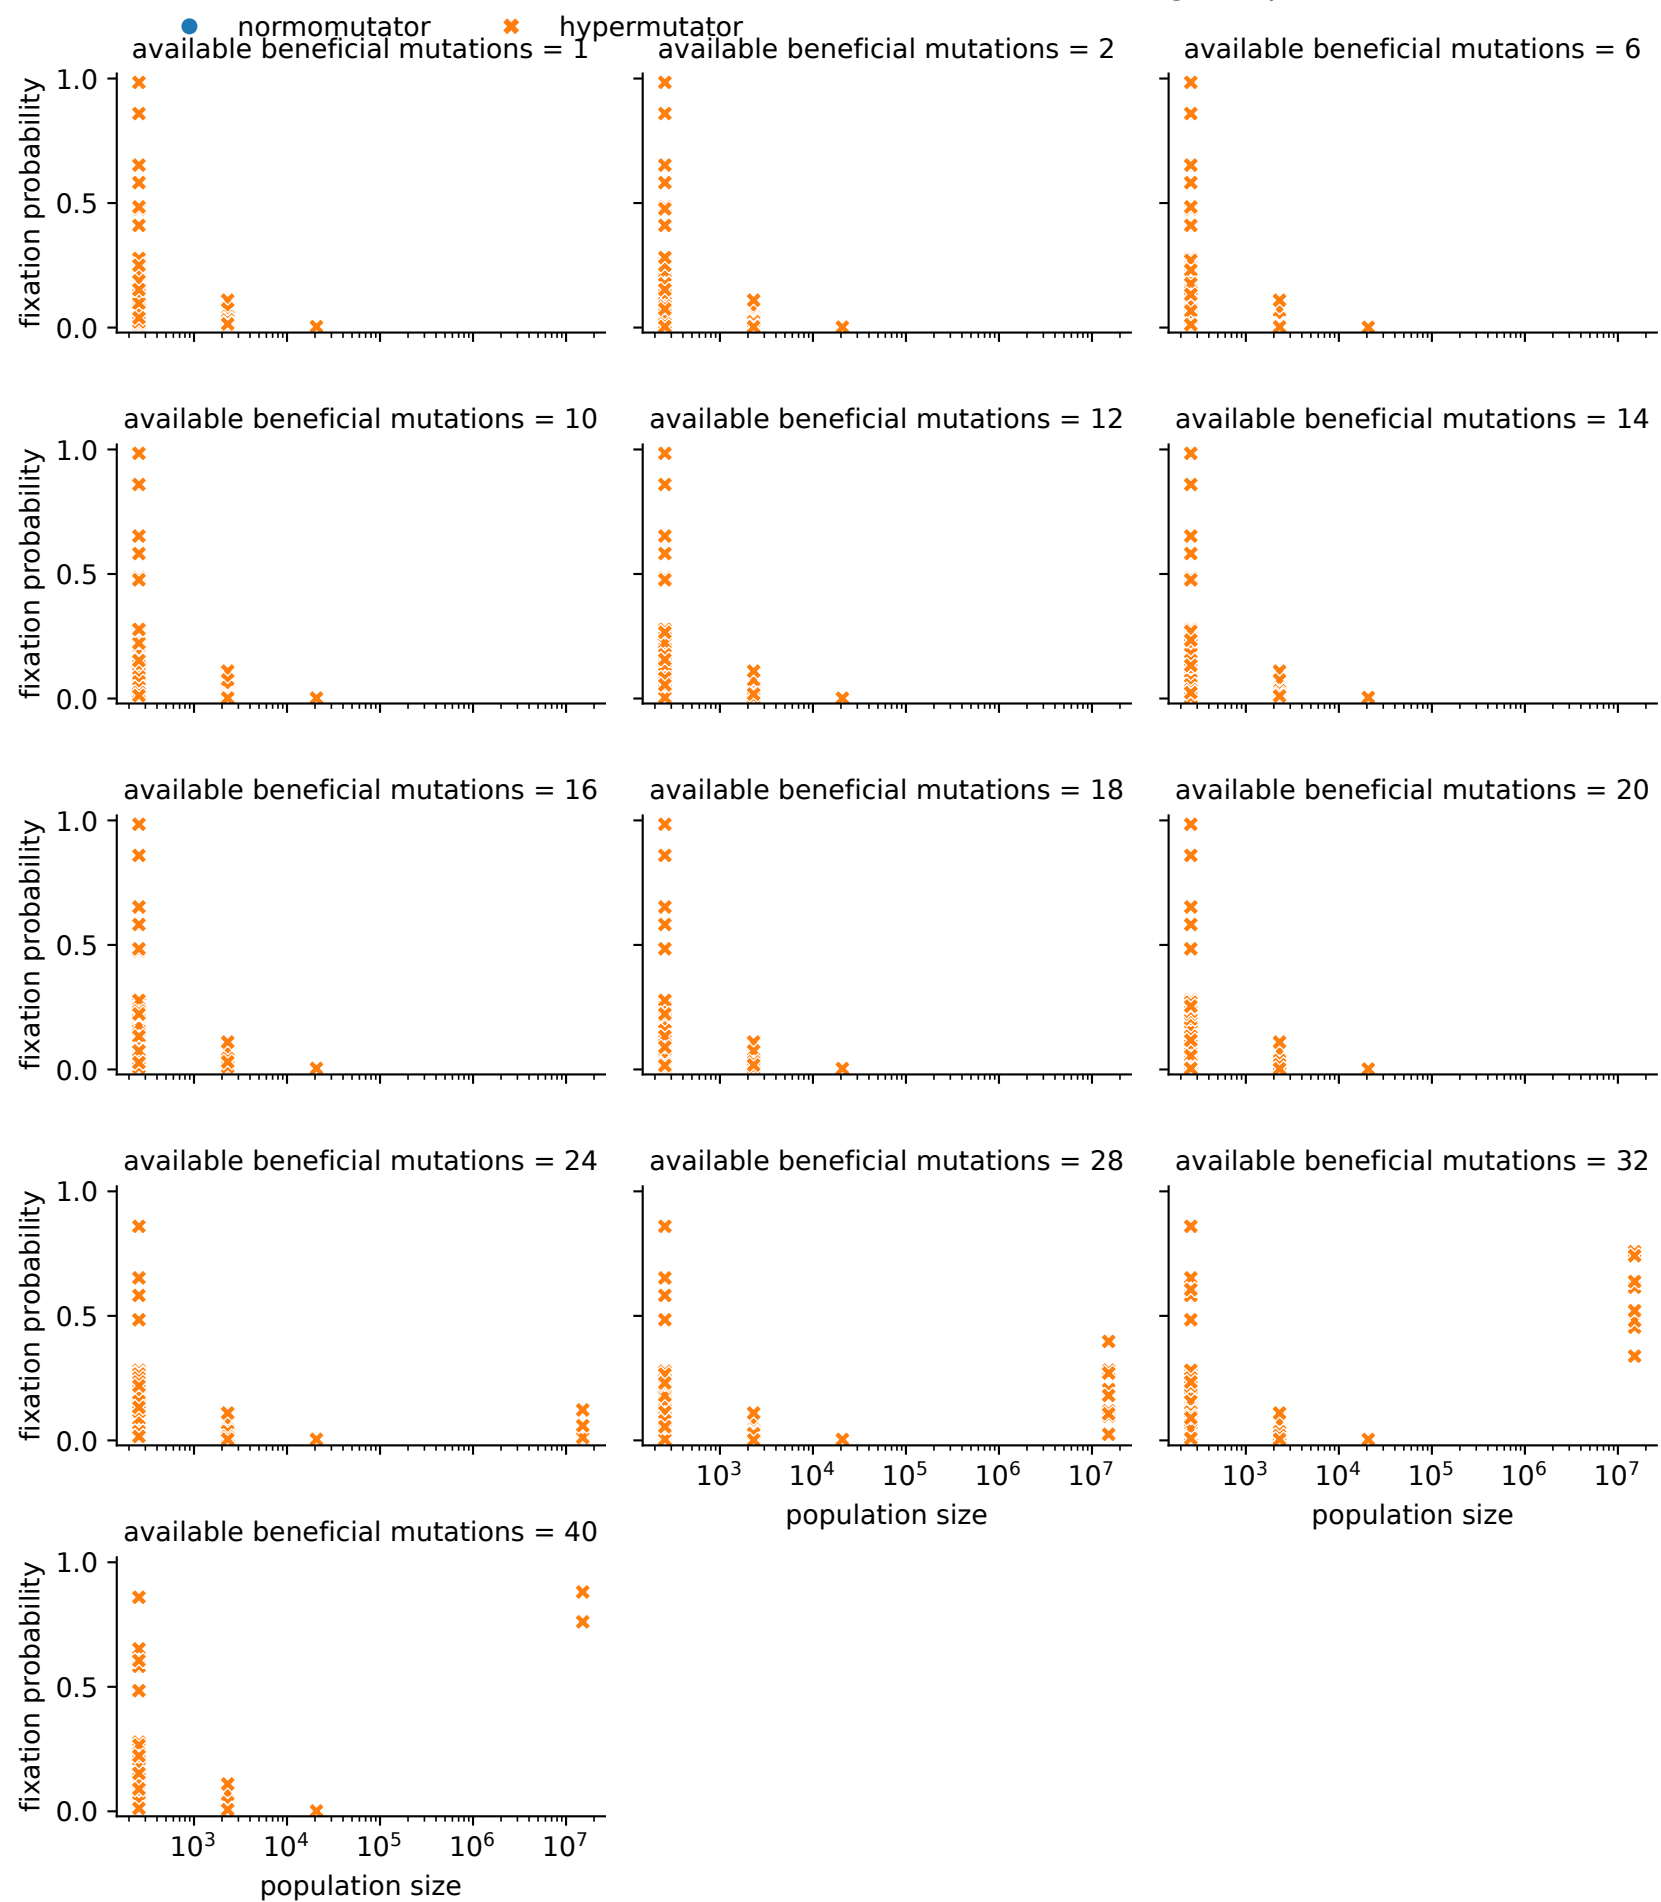 normomutator hypermutator
available beneficial mutations = 1 available beneficial mutations = 2 available beneficial mutations = 6
fixation probability
1.0
0.5
0.0
available beneficial mutations = 10 available beneficial mutations = 12 available beneficial mutations = 14
fixation probability
1.0
0.5
0.0
available beneficial mutations = 16 available beneficial mutations = 18 available beneficial mutations = 20
fixation probability
1.0
0.5
0.0
available beneficial mutations = 24 available beneficial mutations = 28 available beneficial mutations = 32
fixation probability
1.0
0.5
0.0
10³ 10⁴ 10⁵ 10⁶ 10⁷ 10³ 10⁴ 10⁵ 10⁶ 10⁷
population size population size
available beneficial mutations = 40
fixation probability
1.0
0.5
0.0
10³ 10⁴ 10⁵ 10⁶ 10⁷
population size